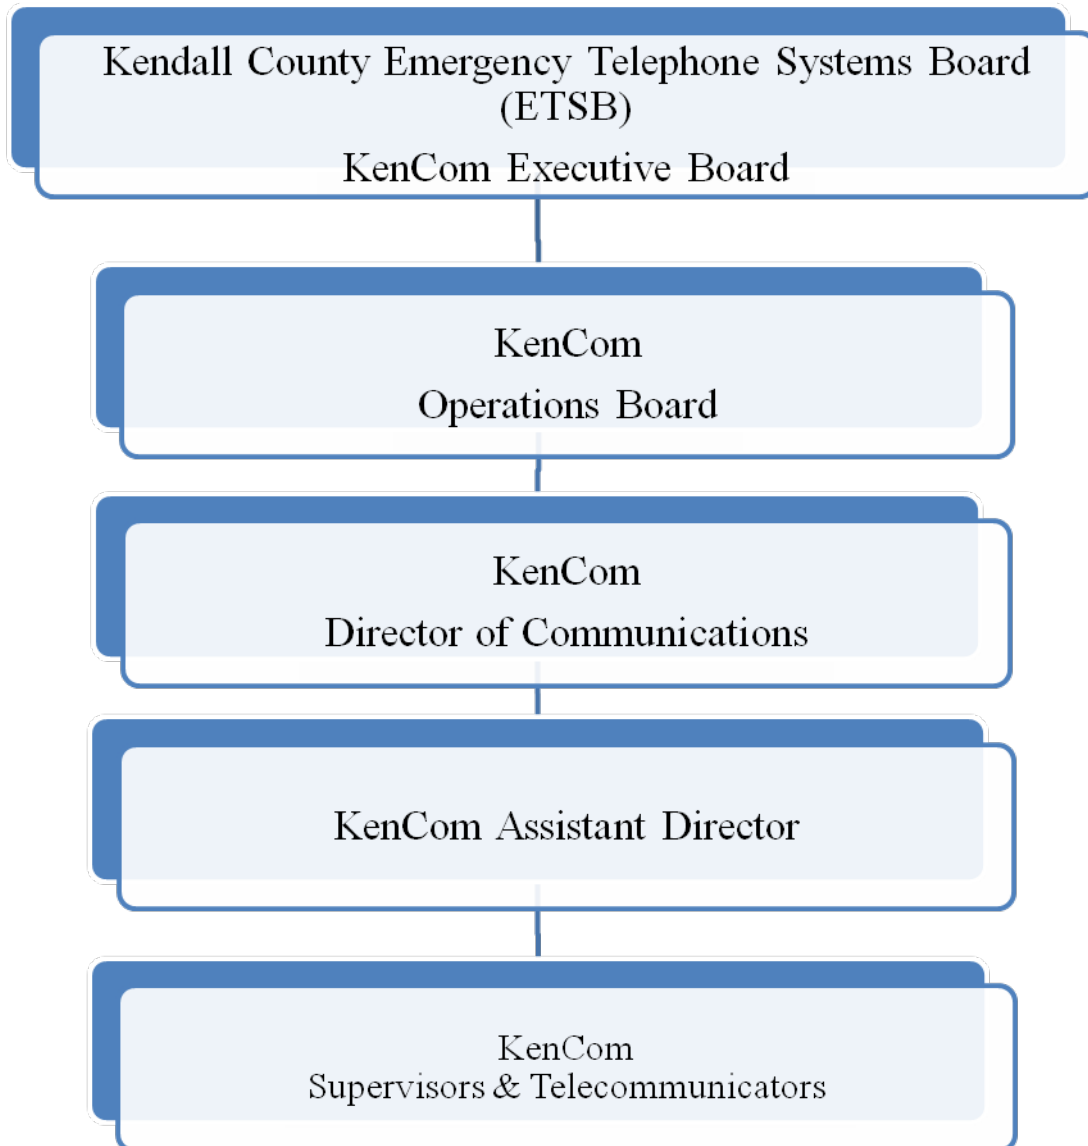 Kendall County Emergency Telephone Systems Board
(ETSB)
KenCom Executive Board
KenCom
Operations Board
KenCom
Director of Communications
KenCom Assistant Director
KenCom
Supervisors & Telecommunicators